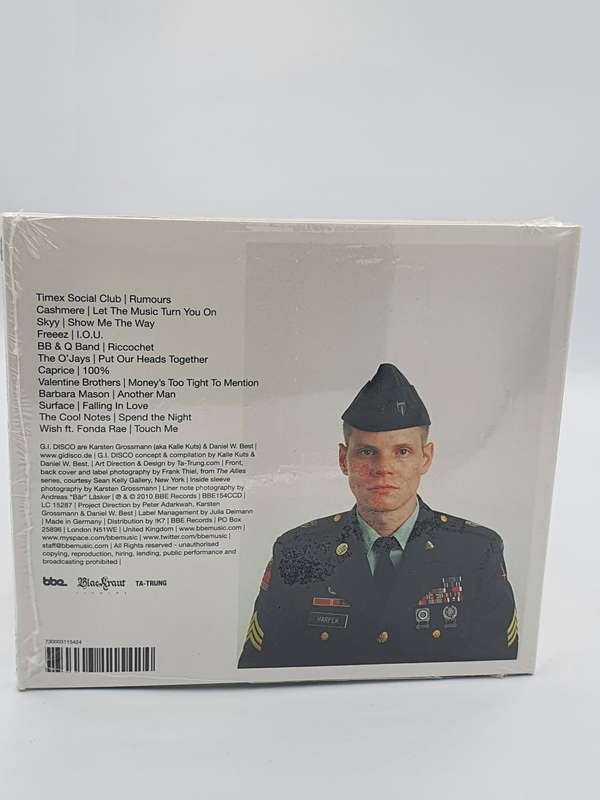 Timex Social Club | Rumours
Cashmere | Let The Music Turn You On
Skyy | Show Me The Way
Freeez | I.O.U.
BB & Q Band | Riccochet
The O'Jays | Put Our Heads Together
Caprice | 100%
Valentine Brothers | Money's Too Tight To Mention
Barbara Mason | Another Man
Surface | Falling In Love
The Cool Notes | Spend the Night
Wish ft. Fonda Rae | Touch Me
G.I. DISCO are Karsten Grossmann (aka Kalle Kuts) & Daniel W. Best |
www.gidisco.de | G.I. DISCO concept & compilation by Kalle Kuts &
Daniel W. Best. | Art Direction & Design by Ta-Trung.com | Front,
back cover and label photography by Frank Thiel, from The Allies
series, courtesy Sean Kelly Gallery, New York | Inside sleeve
photography by Karsten Grossmann | Liner note photography by
Andreas "Bär" Läsker | ℗ & © 2010 BBE Records | BBE154CCD |
LC 15287 | Project Direction by Peter Adarkwah, Karsten
Grossmann & Daniel W. Best | Label Management by Julia Deimann
| Made in Germany | Distribution by !K7 | BBE Records | PO Box
25896 | London N51WE | United Kingdom | www.bbemusic.com |
www.myspace.com/bbemusic | www.twitter.com/bbemusic |
staff@bbemusic.com | All Rights Reserved - unauthorised
copying, reproduction, hiring, lending, public performance and
broadcasting prohibited |
bbe BlacKraut TA-TRUNG
730003115424
HARPER